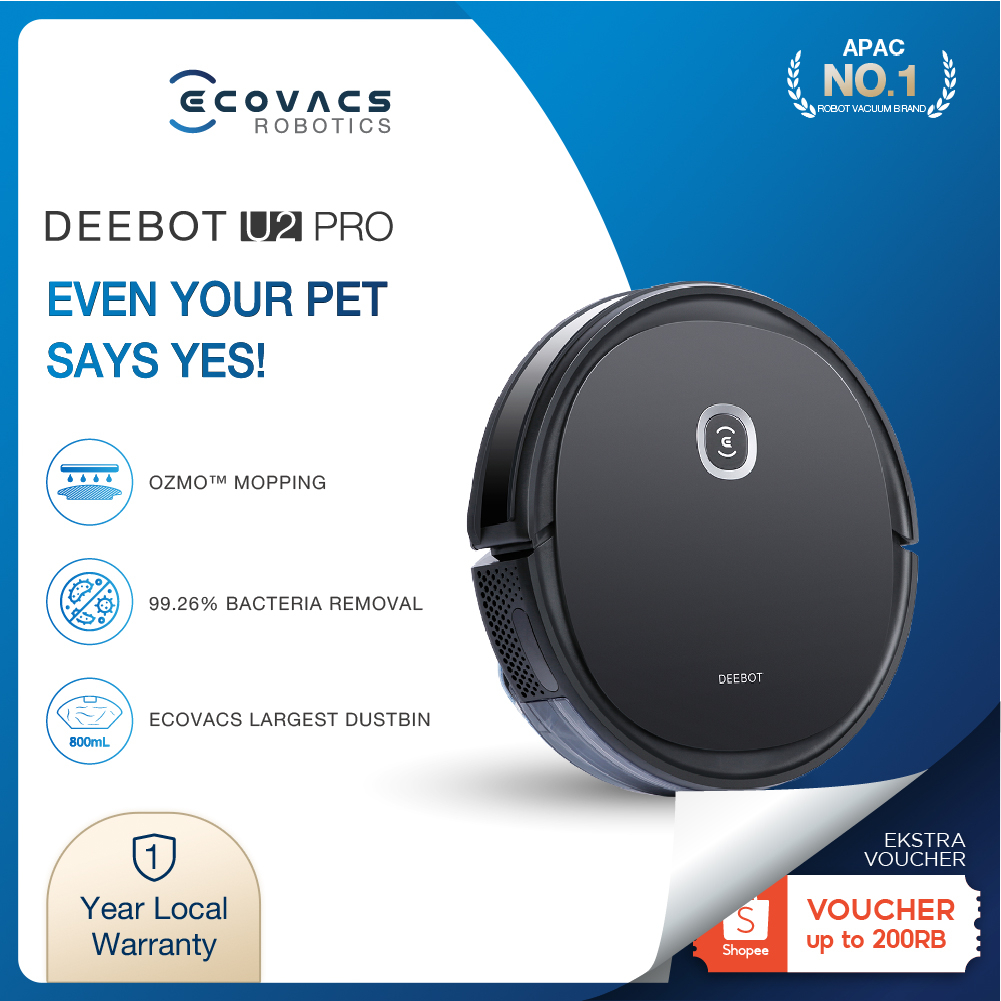 ECOVACS
ROBOTICS
APAC
NO.1
ROBOT VACUUM BRAND
DEEBOT U2 PRO
EVEN YOUR PET
SAYS YES!
OZMO™ MOPPING
99.26% BACTERIA REMOVAL
800mL
ECOVACS LARGEST DUSTBIN
DEEBOT
1
Year Local
Warranty
EKSTRA
VOUCHER
S
Shopee
VOUCHER
up to 200RB